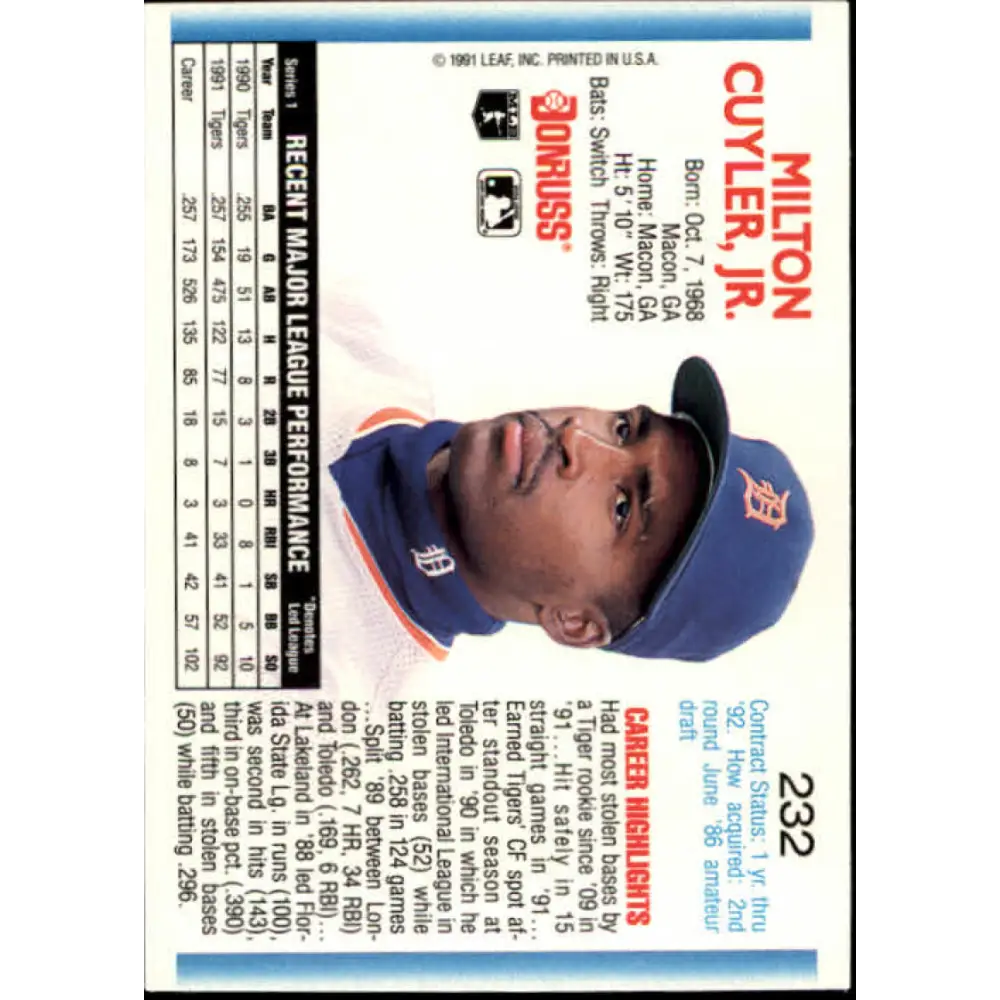 232
MILTON
CUYLER, JR.
Born: Oct. 7, 1968
Macon, GA
Home: Macon, GA
Ht: 5'10" Wt: 175
Bats: Switch Throws: Right
DONRUSS®
MLB
© 1991 LEAF, INC. PRINTED IN U.S.A.
D
D
Contract Status: 1 yr. thru
'92. How acquired: 2nd
round June '86 amateur
draft
CAREER HIGHLIGHTS
Had most stolen bases by
a Tiger rookie since '09 in
'91...Hit safely in 15
straight games in '91...
Earned Tigers' CF spot af-
ter standout season at
Toledo in '90 in which he
led International League in
stolen bases (52) while
batting .258 in 124 games
...Split '89 between Lon-
don (.262, 7 HR, 34 RBI)
and Toledo (.169, 6 RBI)...
At Lakeland in '88 led Flor-
ida State Lg. in runs (100),
was second in hits (143),
third in on-base pct. (.390)
and fifth in stolen bases
(50) while batting .296.
Series 1 RECENT MAJOR LEAGUE PERFORMANCE *Denotes
Led League
Year Team BA G AB H R 2B 3B HR RBI SB BB SO
1990 Tigers .255 19 51 13 8 3 1 0 8 1 5 10
1991 Tigers .257 154 475 122 77 15 7 3 33 41 52 92
Career .257 173 526 135 85 18 8 3 41 42 57 102